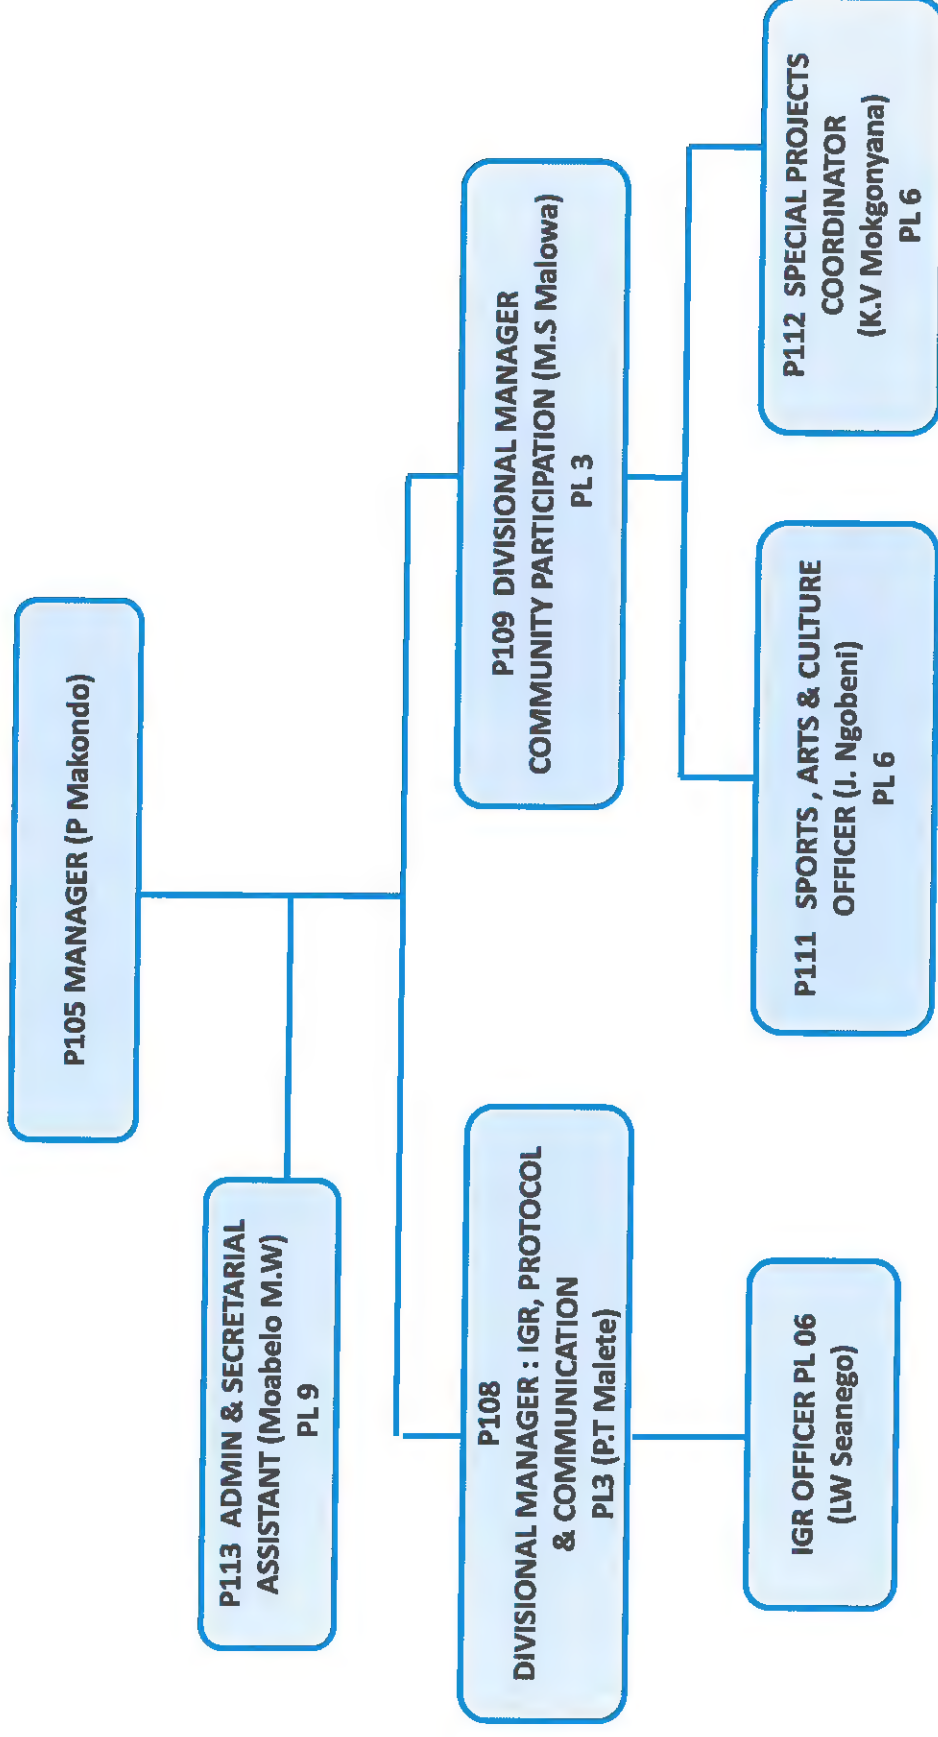 P105 MANAGER (P Makondo)
P113 ADMIN & SECRETARIAL
ASSISTANT (Moabelo M.W)
PL 9
P108
DIVISIONAL MANAGER : IGR, PROTOCOL
& COMMUNICATION
PL3 (P.T Malete)
P109 DIVISIONAL MANAGER
COMMUNITY PARTICIPATION (M.S Malowa)
PL 3
IGR OFFICER PL 06
(LW Seanego)
P111 SPORTS , ARTS & CULTURE
OFFICER (J. Ngobeni)
PL 6
P112 SPECIAL PROJECTS
COORDINATOR
(K.V Mokgonyana)
PL 6